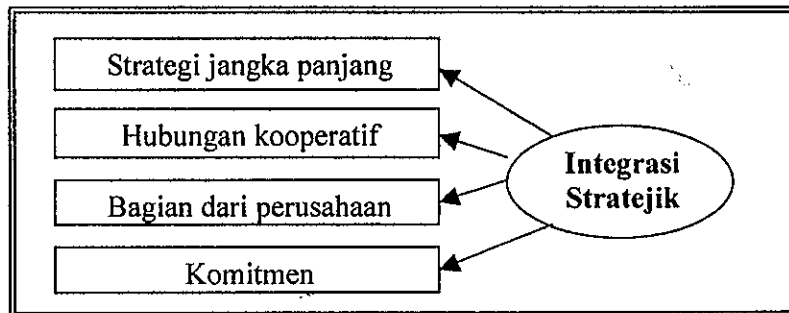 Strategi jangka panjang
Hubungan kooperatif
Bagian dari perusahaan
Komitmen
Integrasi
Stratejik